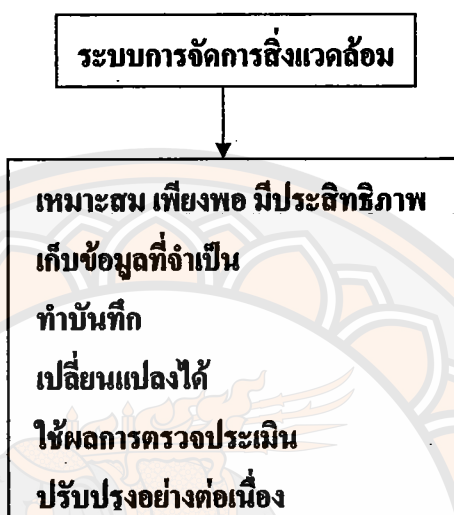 ระบบการจัดการสิ่งแวดล้อม
เหมาะสม เพียงพอ มีประสิทธิภาพ
เก็บข้อมูลที่จำเป็น
ทำบันทึก
เปลี่ยนแปลงได้
ใช้ผลการตรวจประเมิน
ปรับปรุงอย่างต่อเนื่อง